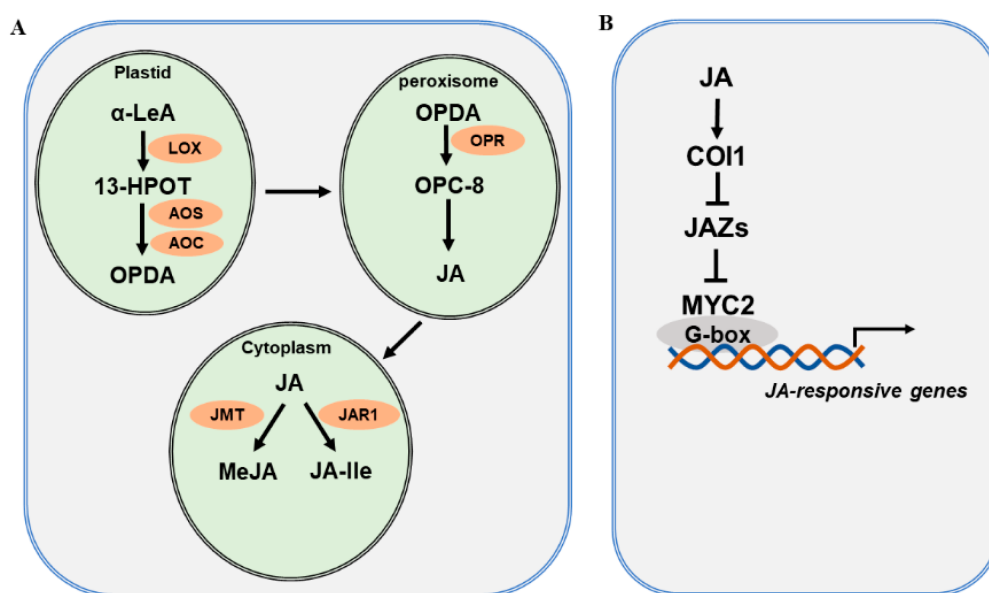 A
Plastid
α-LeA
LOX
13-HPOT
AOS
AOC
OPDA
peroxisome
OPDA
OPR
OPC-8
JA
Cytoplasm
JA
JMT
JAR1
MeJA
JA-Ile
B
JA
COI1
JAZs
MYC2
G-box
JA-responsive genes